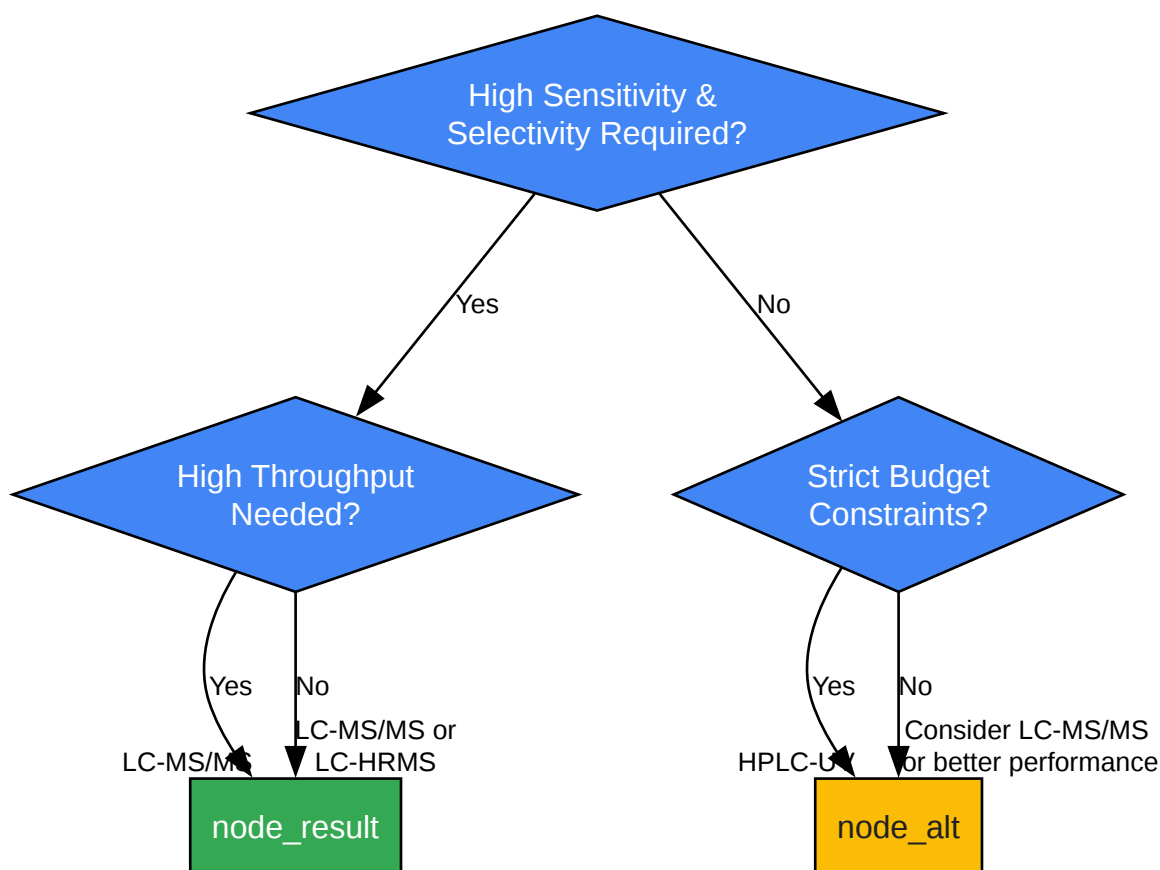 High Sensitivity &
Selectivity Required?
Yes
No
High Throughput
Needed?
Strict Budget
Constraints?
Yes
No
Yes
No
LC-MS/MS
LC-MS/MS or
LC-HRMS
HPLC-UV
Consider LC-MS/MS
or better performance
node_result
node_alt